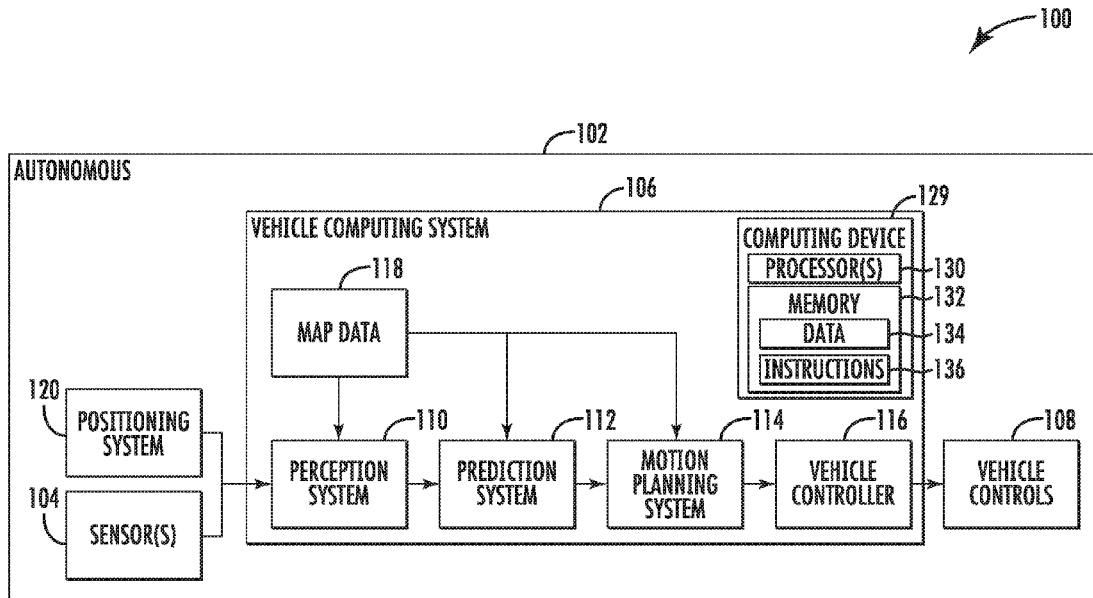 100
102
AUTONOMOUS
106
VEHICLE COMPUTING SYSTEM
129
COMPUTING DEVICE
PROCESSOR(S)
130
MEMORY
132
DATA
134
INSTRUCTIONS
136
118
MAP DATA
120
POSITIONING
SYSTEM
104
SENSOR(S)
110
PERCEPTION
SYSTEM
112
PREDICTION
SYSTEM
114
MOTION
PLANNING
SYSTEM
116
VEHICLE
CONTROLLER
108
VEHICLE
CONTROLS